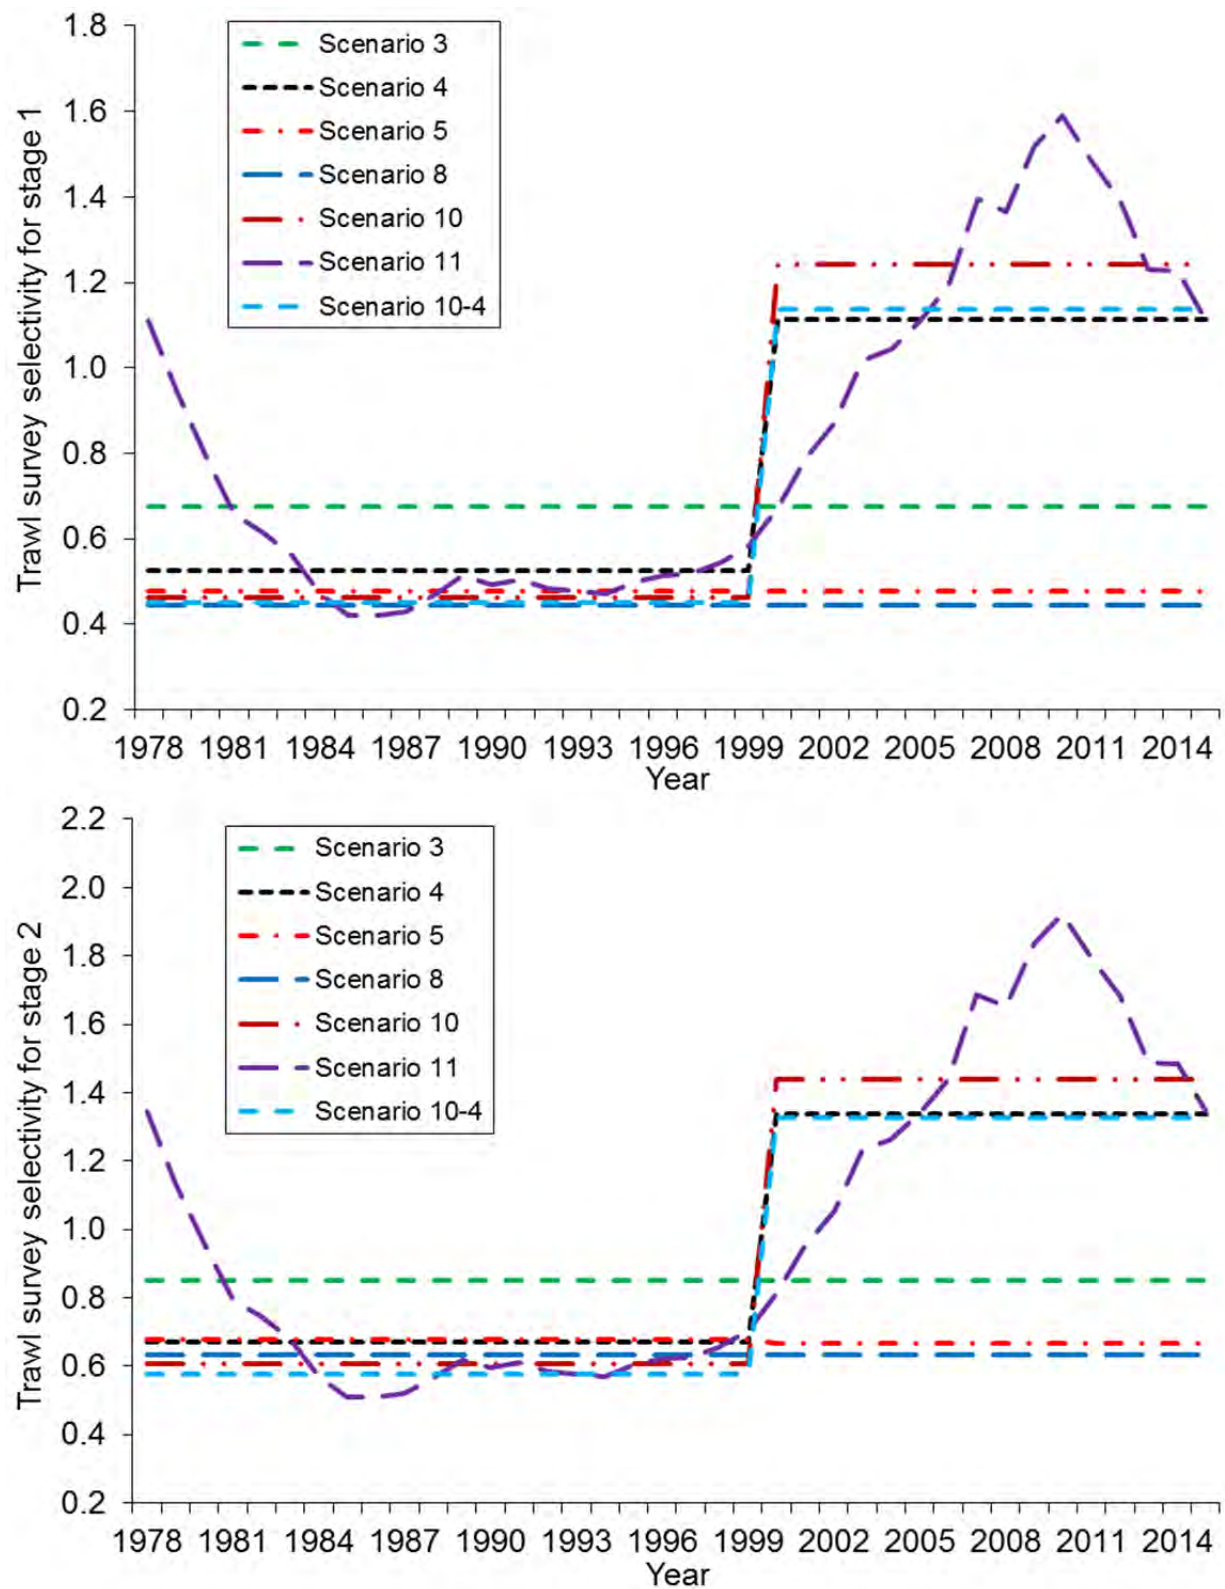 Trawl survey selectivity for stage 1
1.8
1.6
1.4
1.2
1.0
0.8
0.6
0.4
0.2
Scenario 3
Scenario 4
Scenario 5
Scenario 8
Scenario 10
Scenario 11
Scenario 10-4
1978 1981 1984 1987 1990 1993 1996 1999 2002 2005 2008 2011 2014
Year
Trawl survey selectivity for stage 2
2.2
2.0
1.8
1.6
1.4
1.2
1.0
0.8
0.6
0.4
0.2
Scenario 3
Scenario 4
Scenario 5
Scenario 8
Scenario 10
Scenario 11
Scenario 10-4
1978 1981 1984 1987 1990 1993 1996 1999 2002 2005 2008 2011 2014
Year